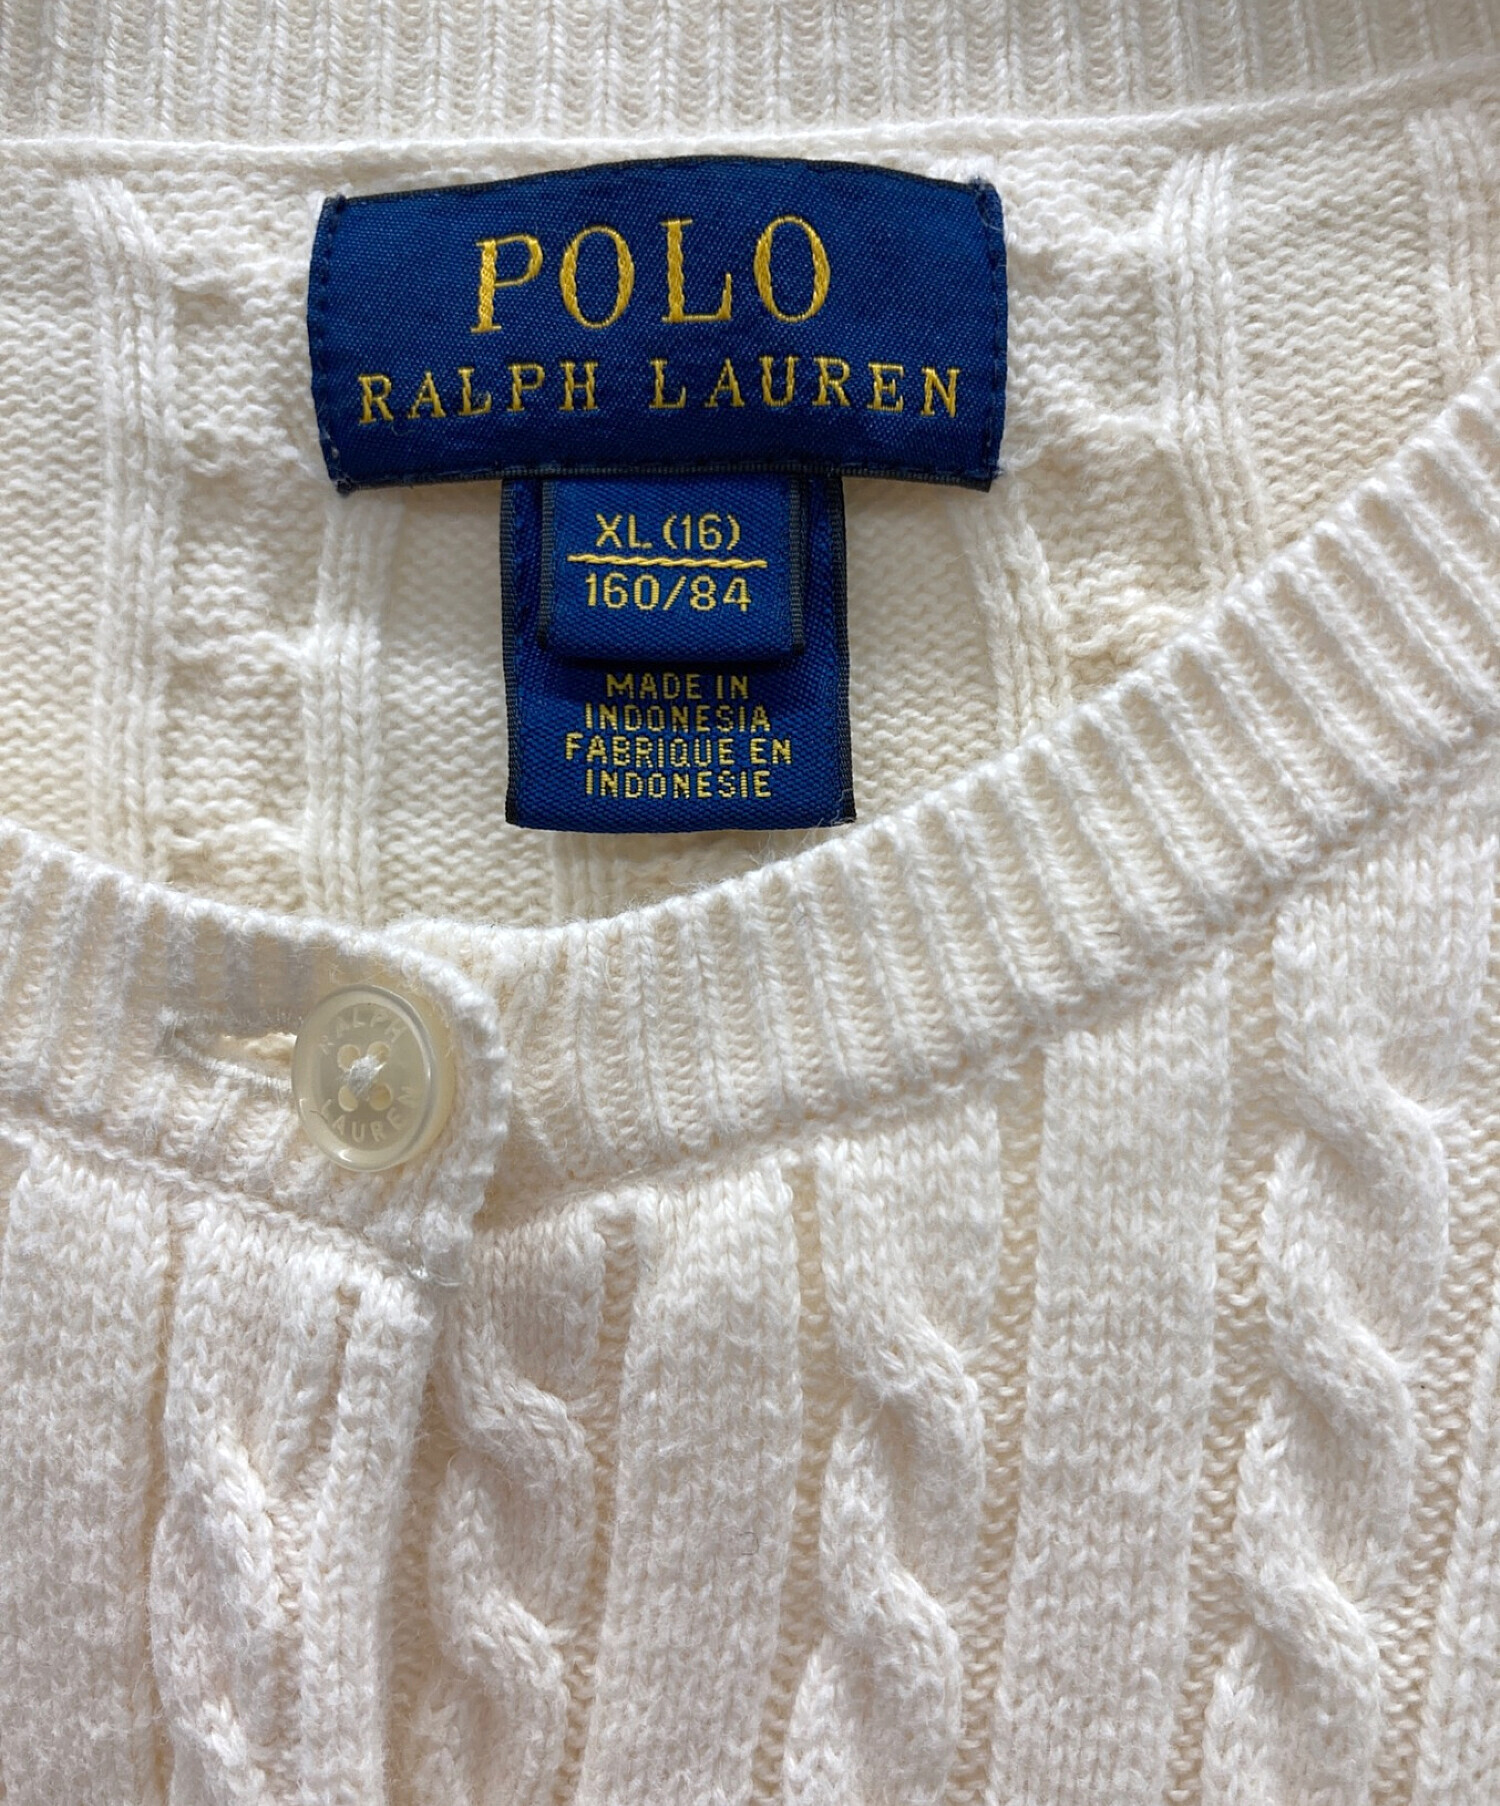 POLO
RALPH LAUREN
XL (16)
160/84
MADE IN
INDONESIA
FABRIQUE EN
INDONESIE
RALPH
LAUREN